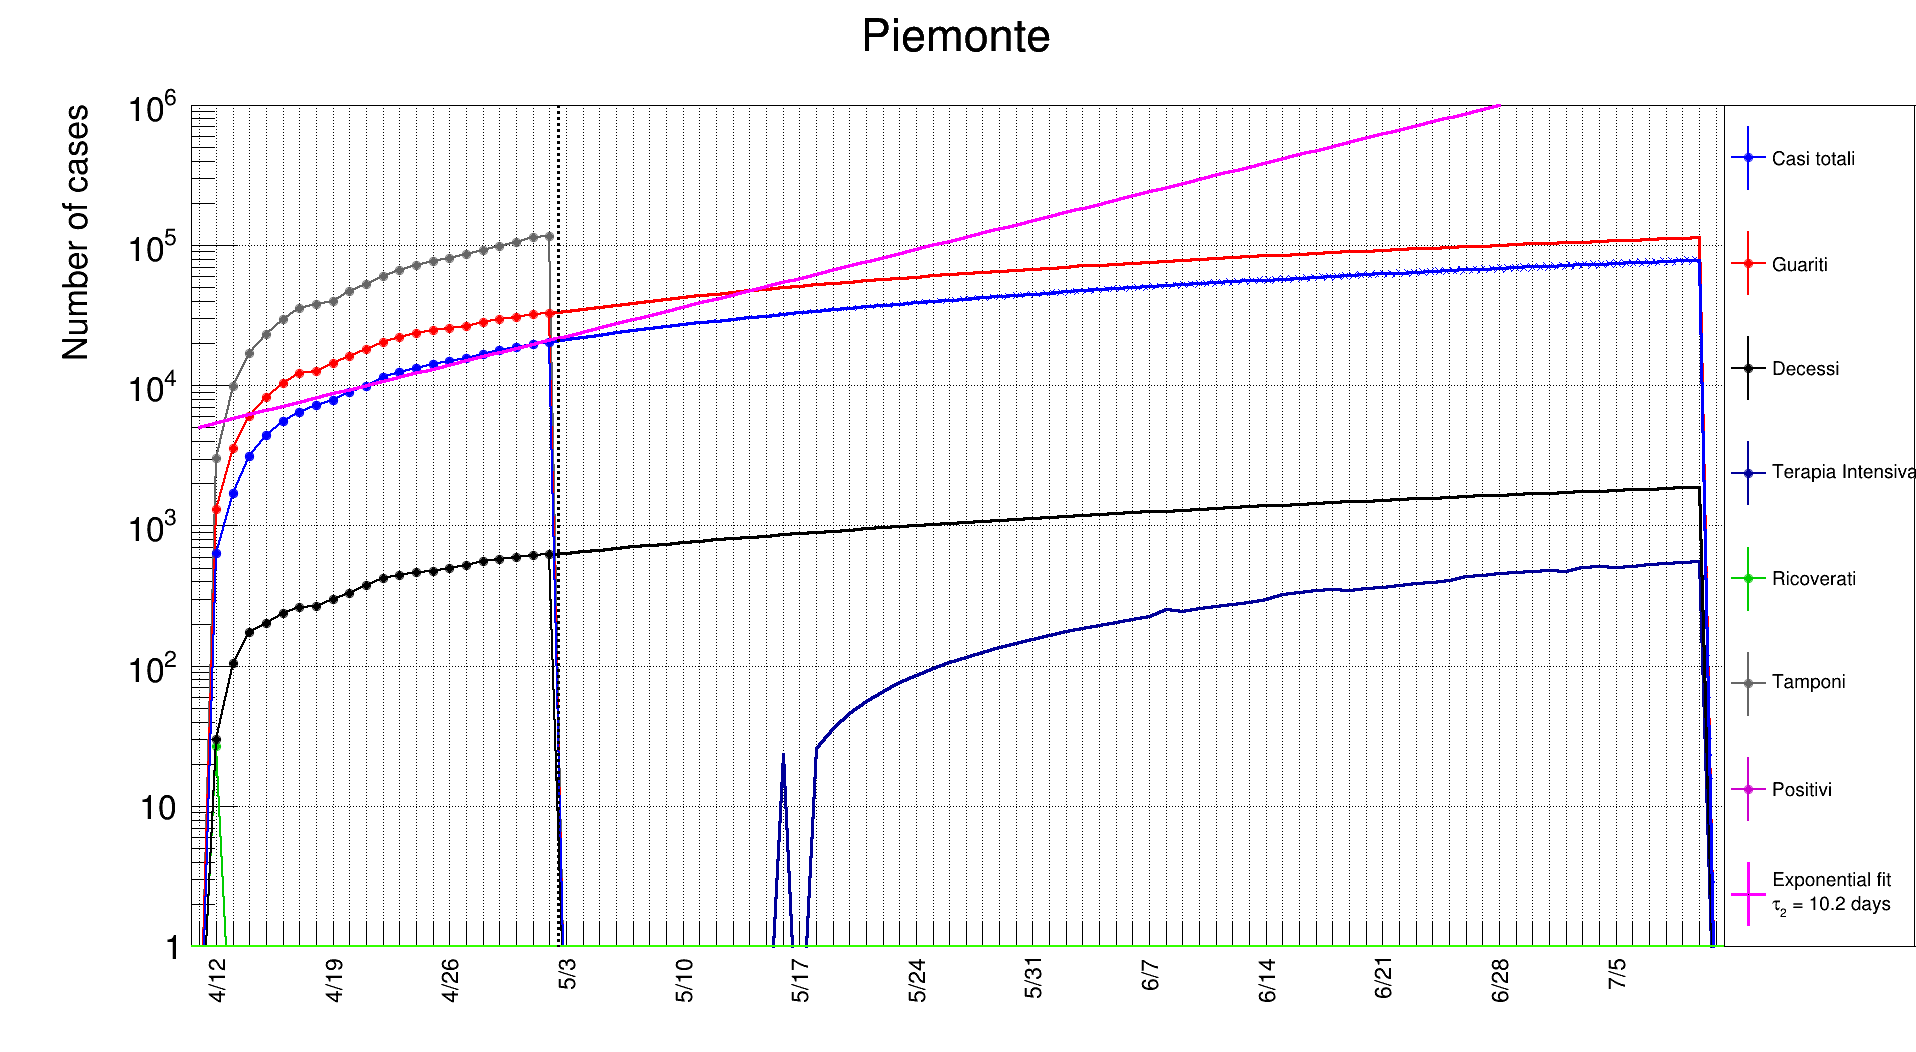 Piemonte
Number of cases
10^6
10^5
10^4
10^3
10^2
10
1
4/12 4/19 4/26 5/3 5/10 5/17 5/24 5/31 6/7 6/14 6/21 6/28 7/5
Casi totali
Guariti
Decessi
Terapia Intensiva
Ricoverati
Tamponi
Positivi
Exponential fit
τ₂ = 10.2 days